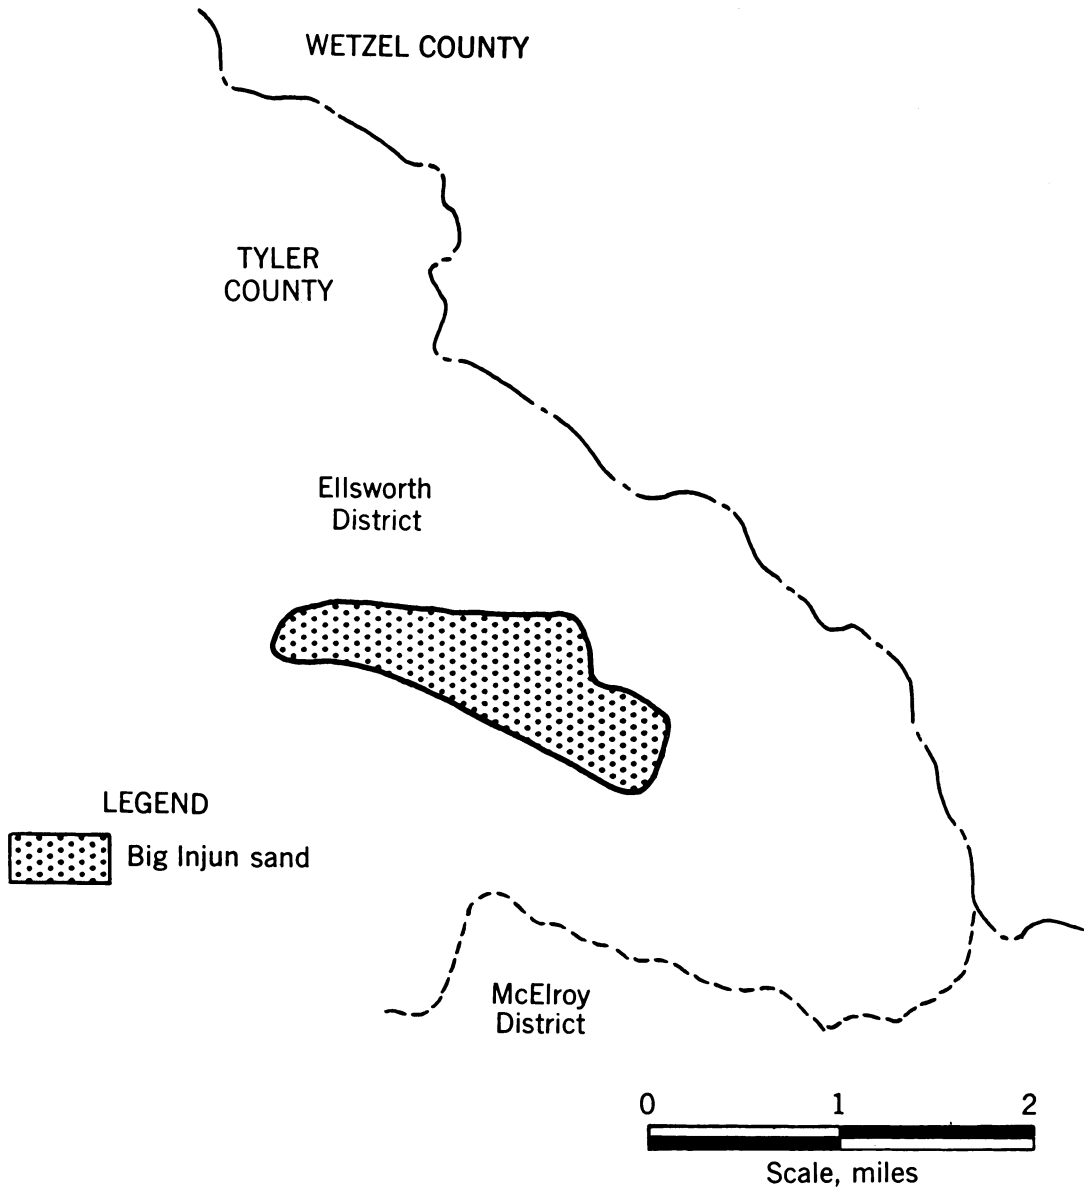 WETZEL COUNTY
TYLER
COUNTY
Ellsworth
District
LEGEND
Big Injun sand
McElroy
District
0 1 2
Scale, miles